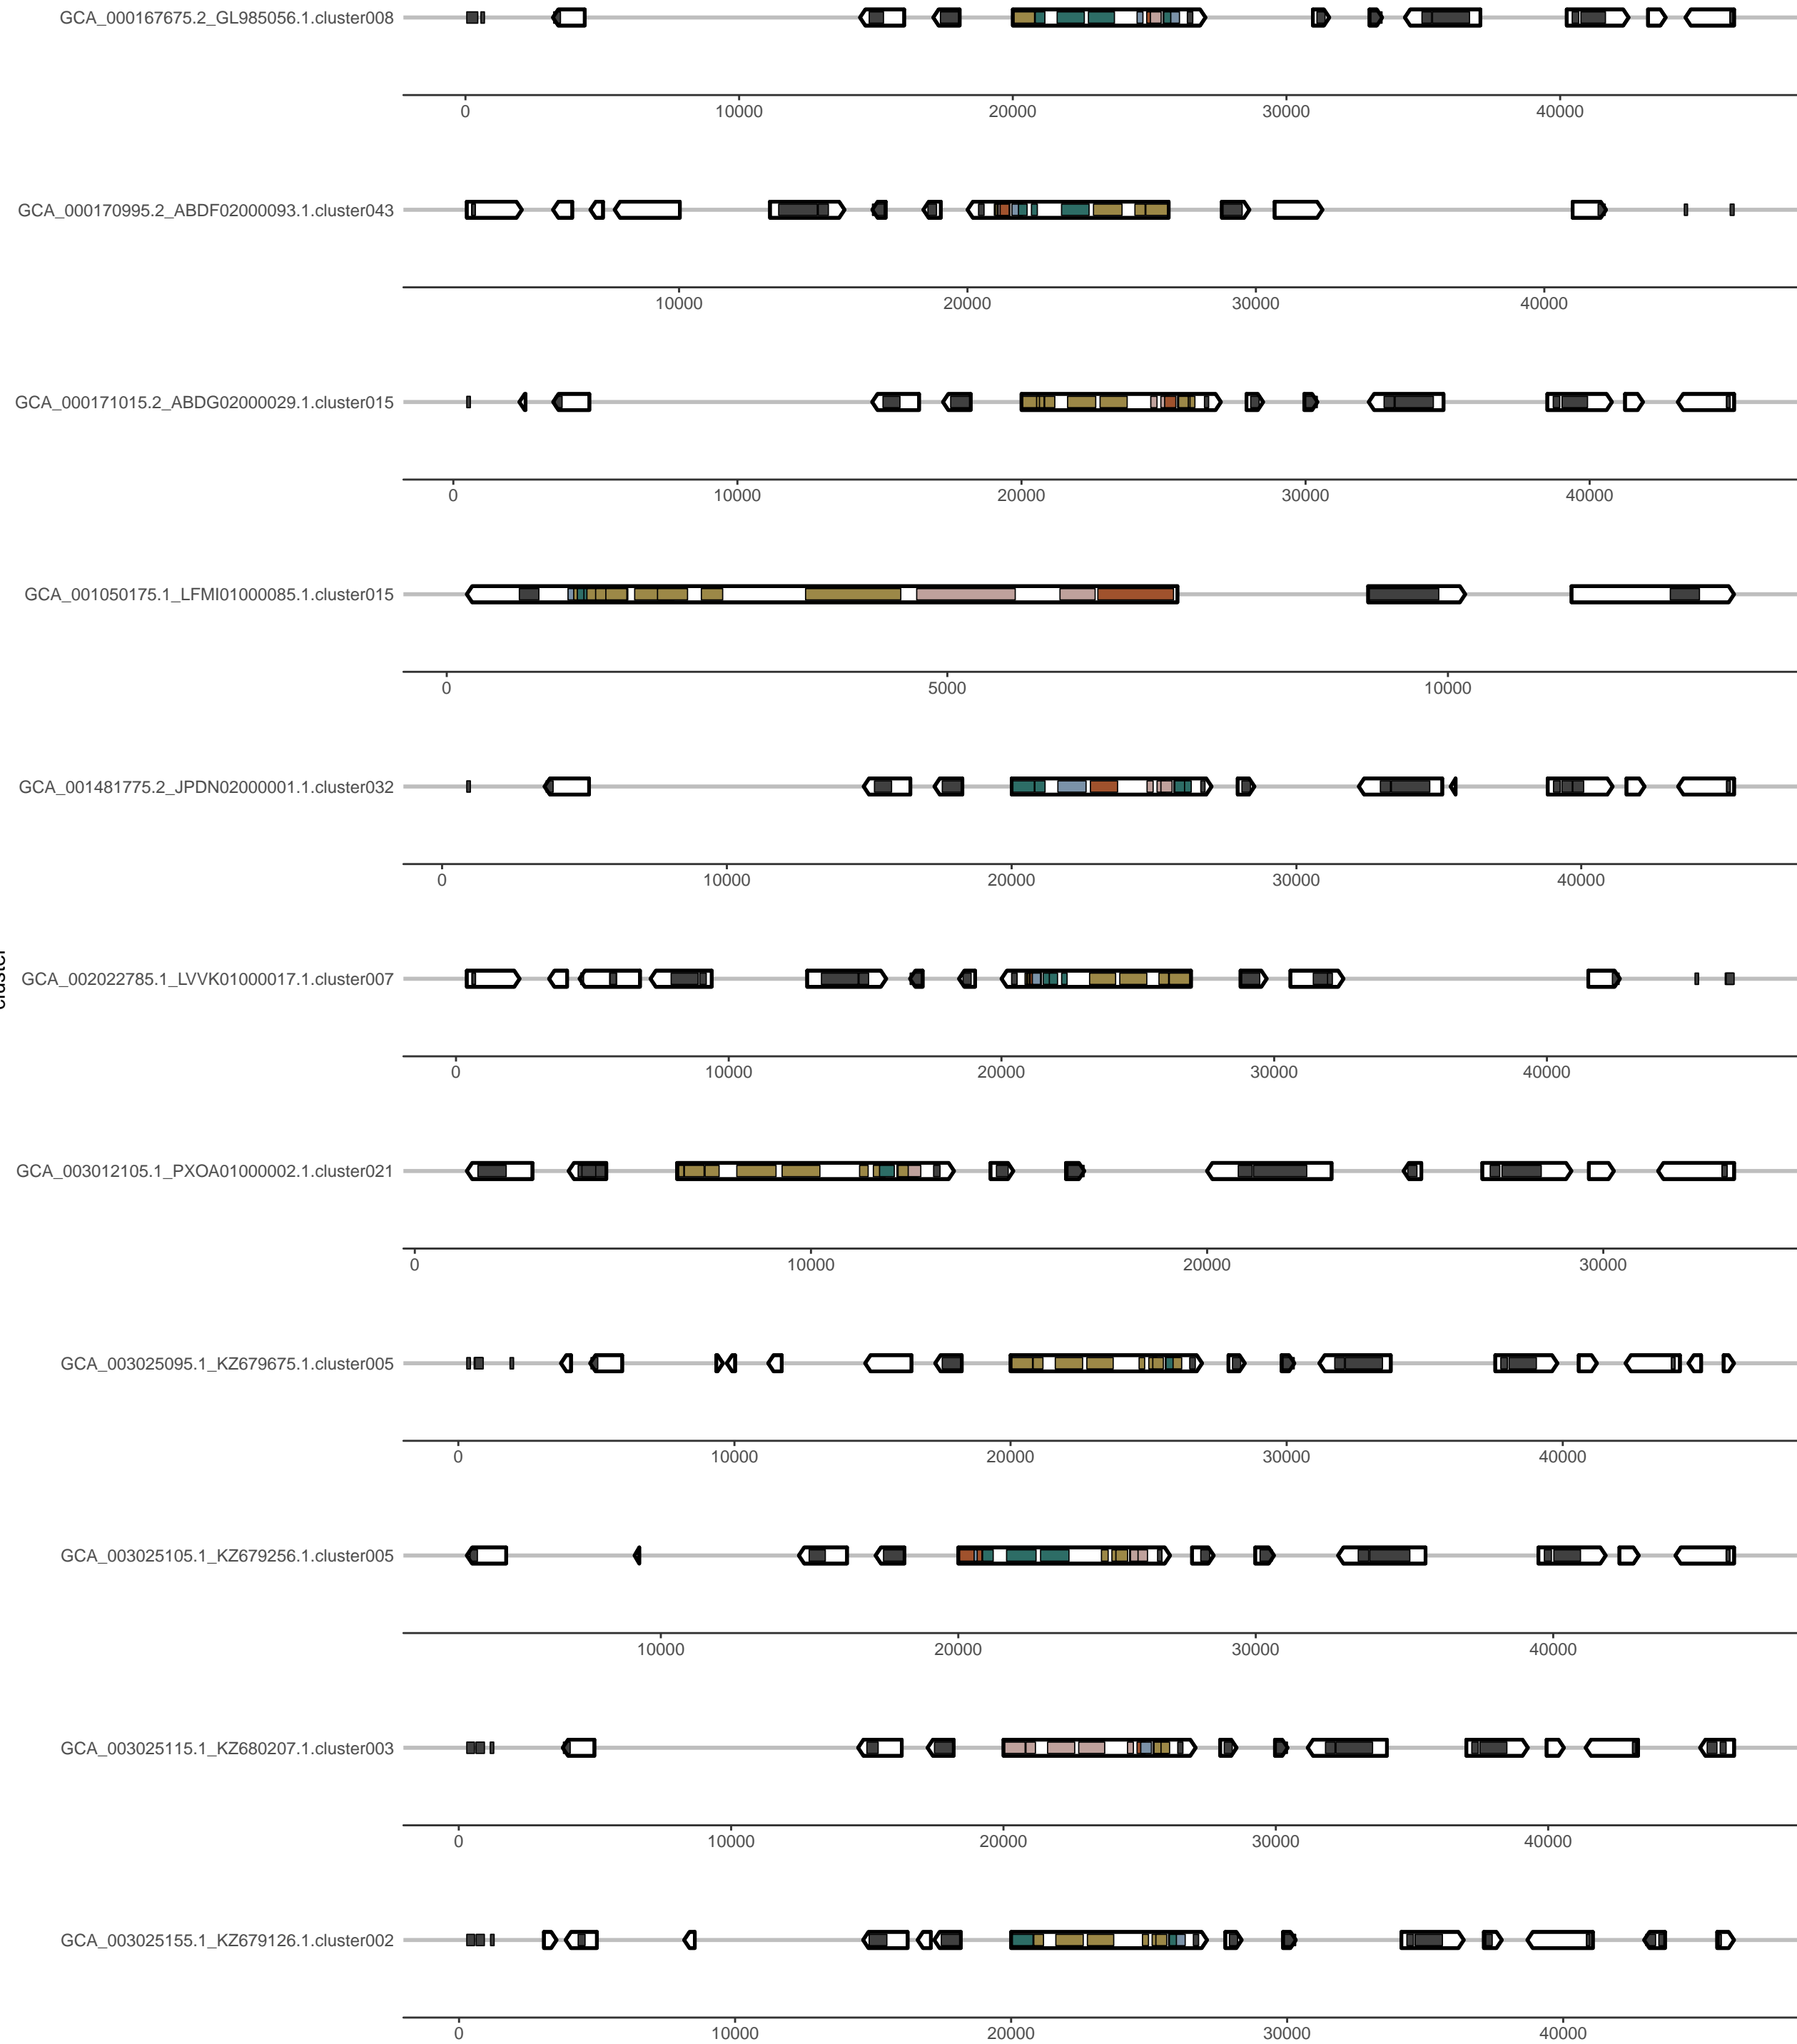 GCA_000167675.2_GL985056.1.cluster008
0 10000 20000 30000 40000
GCA_000170995.2_ABDF02000093.1.cluster043
10000 20000 30000 40000
GCA_000171015.2_ABDG02000029.1.cluster015
0 10000 20000 30000 40000
GCA_001050175.1_LFMI01000085.1.cluster015
0 5000 10000
GCA_001481775.2_JPDN02000001.1.cluster032
0 10000 20000 30000 40000
GCA_002022785.1_LVVK01000017.1.cluster007
0 10000 20000 30000 40000
GCA_003012105.1_PXOA01000002.1.cluster021
0 10000 20000 30000
GCA_003025095.1_KZ679675.1.cluster005
0 10000 20000 30000 40000
GCA_003025105.1_KZ679256.1.cluster005
10000 20000 30000 40000
GCA_003025115.1_KZ680207.1.cluster003
0 10000 20000 30000 40000
GCA_003025155.1_KZ679126.1.cluster002
0 10000 20000 30000 40000